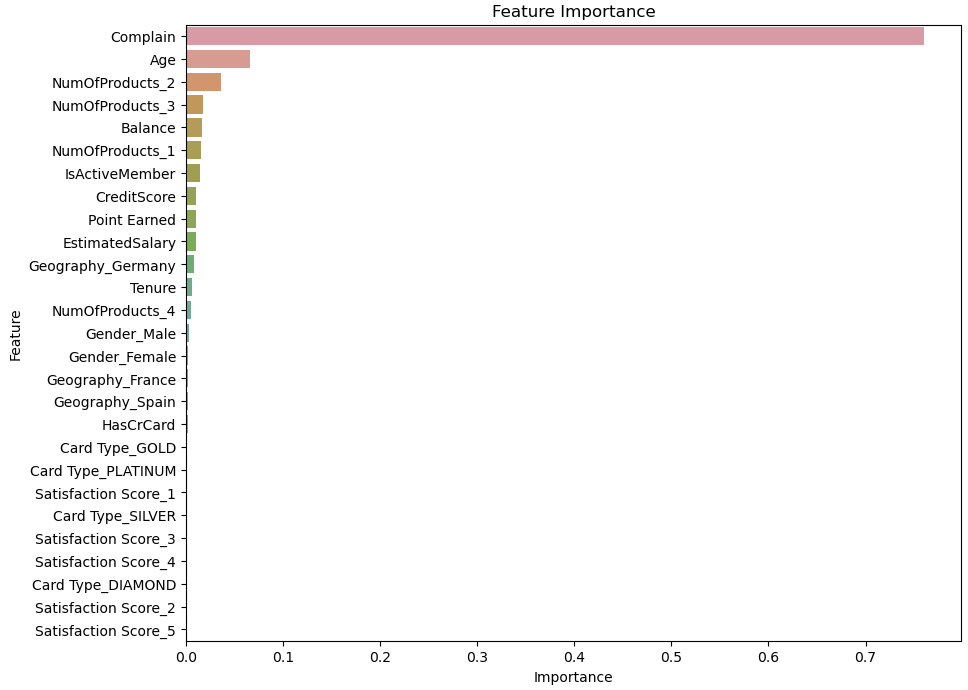 Feature Importance
Complain
Age
NumOfProducts_2
NumOfProducts_3
Balance
NumOfProducts_1
IsActiveMember
CreditScore
Point Earned
EstimatedSalary
Geography_Germany
Tenure
NumOfProducts_4
Gender_Male
Gender_Female
Geography_France
Geography_Spain
HasCrCard
Card Type_GOLD
Card Type_PLATINUM
Satisfaction Score_1
Card Type_SILVER
Satisfaction Score_3
Satisfaction Score_4
Card Type_DIAMOND
Satisfaction Score_2
Satisfaction Score_5
Feature
0.0 0.1 0.2 0.3 0.4 0.5 0.6 0.7
Importance